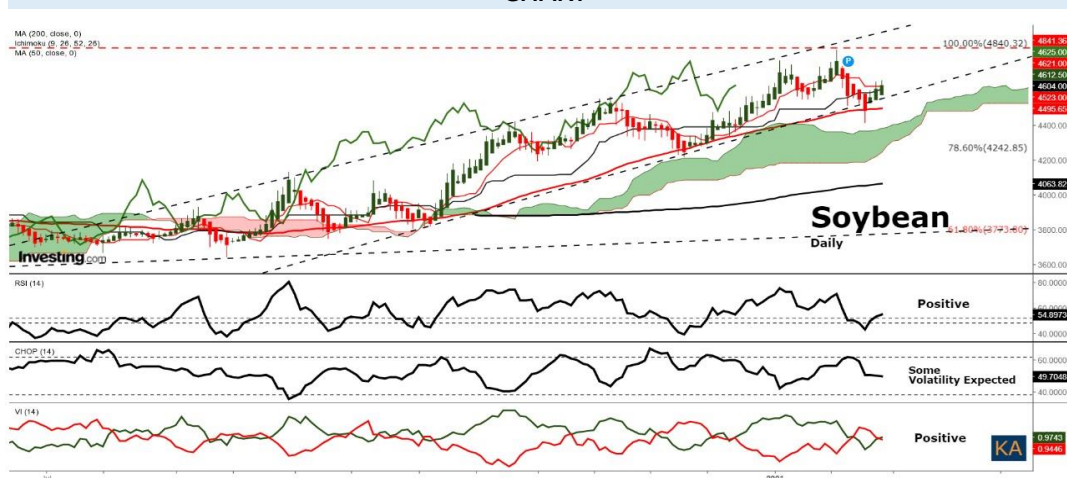 MA (200, close, 0)
Ichimoku (9, 26, 52, 26)
MA (50, close, 0)
100.00%(4840.32)
4841.36
4625.00
4621.00
4612.50
4604.00
4523.00
4495.65
4400.00
78.60%(4242.85)
4200.00
4063.82
4000.00
Soybean
61.80%(3773.80)
3800.00
Daily
Investing.com
3600.00
RSI (14)
80.0000
Positive
60.0000
54.8973
40.0000
CHOP (14)
60.0000
Some
Volatility Expected
49.7048
40.0000
VI (14)
Positive
0.9743
0.9446
KA